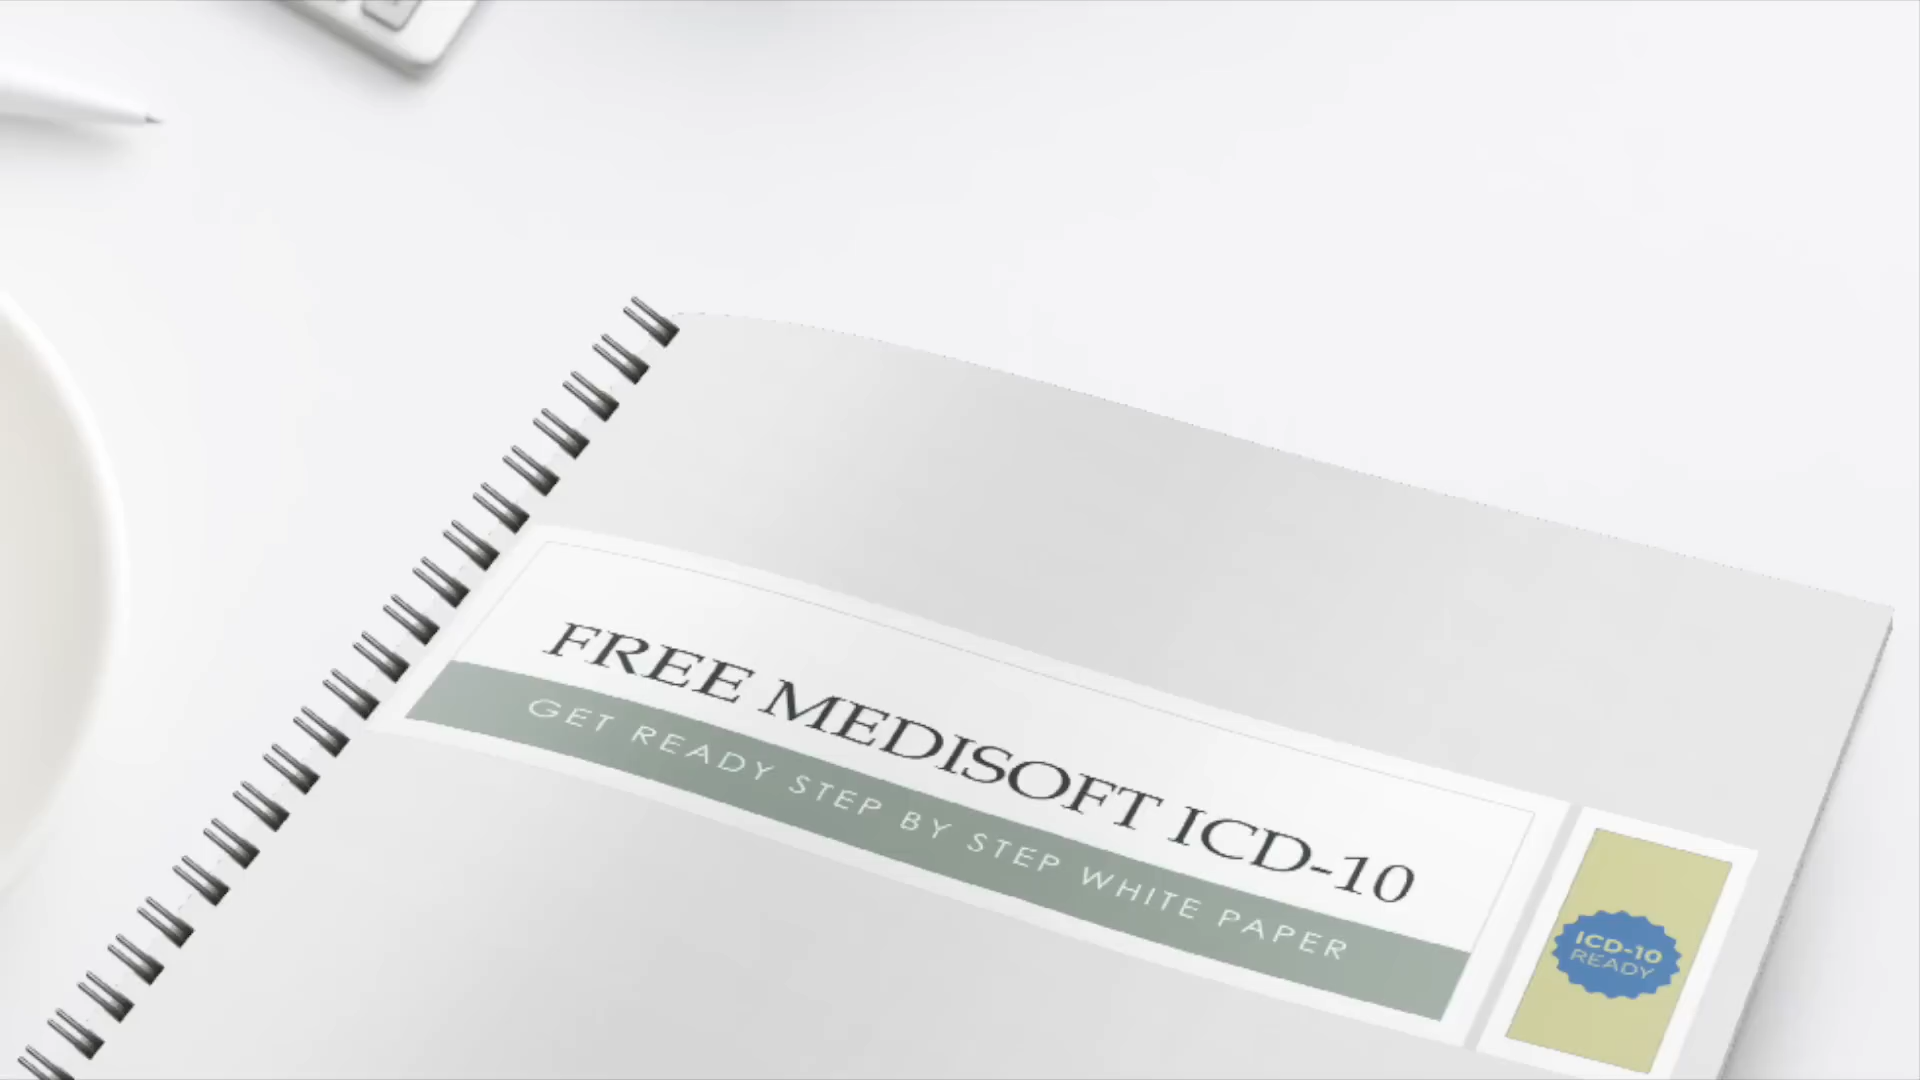 FREE MEDISOFT ICD-10
GET READY STEP BY STEP WHITE PAPER
ICD-10
READY